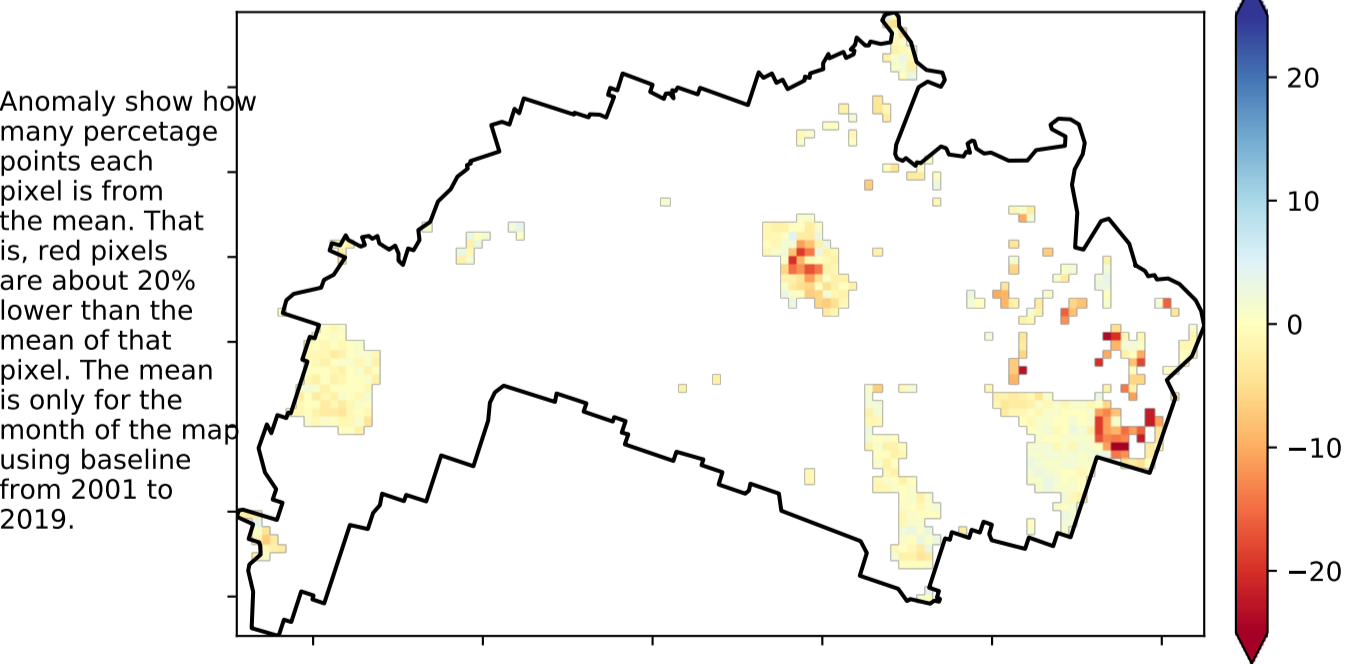 Anomaly show how
many percetage
points each
pixel is from
the mean. That
is, red pixels
are about 20%
lower than the
mean of that
pixel. The mean
is only for the
month of the map
using baseline
from 2001 to
2019.
20
10
0
−10
−20